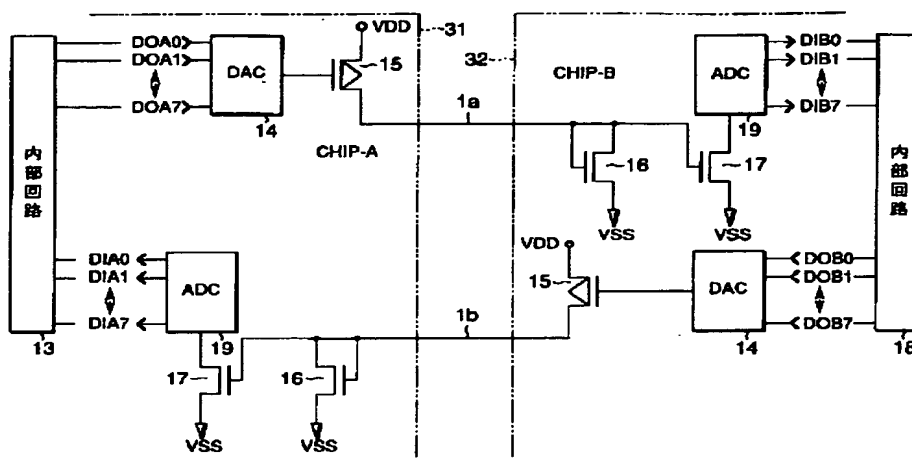 VDD
31
DOA0
DOA1
DOA7
DAC
14
15
1a
CHIP-A
32
CHIP-B
ADC
19
DIB0
DIB1
DIB7
16
17
VSS
VSS
内部回路
13
内部回路
18
DIA0
DIA1
DIA7
ADC
19
17
16
VSS
VSS
1b
VDD
15
DAC
14
DOB0
DOB1
DOB7